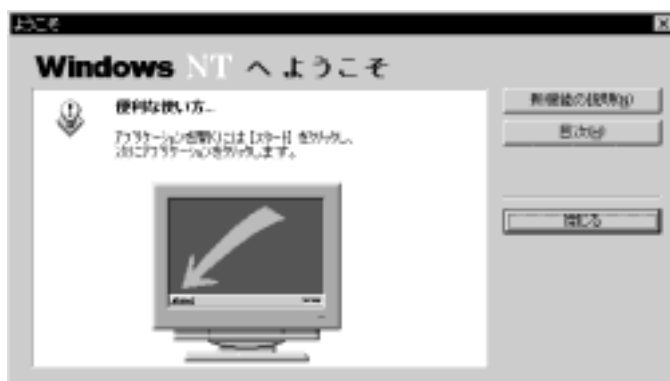 ようこそ
Windows NT へ ようこそ
便利な使い方...
アプリケーションを開くには [スタート] をクリックし、
次にアプリケーションをクリックします。
新機能の説明(W)
目次(H)
閉じる